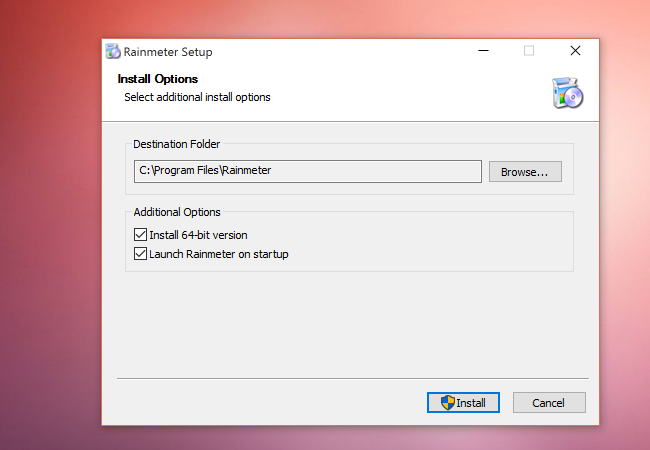 Rainmeter Setup
Install Options
Select additional install options
Destination Folder
C:\Program Files\Rainmeter
Browse...
Additional Options
Install 64-bit version
Launch Rainmeter on startup
Install
Cancel